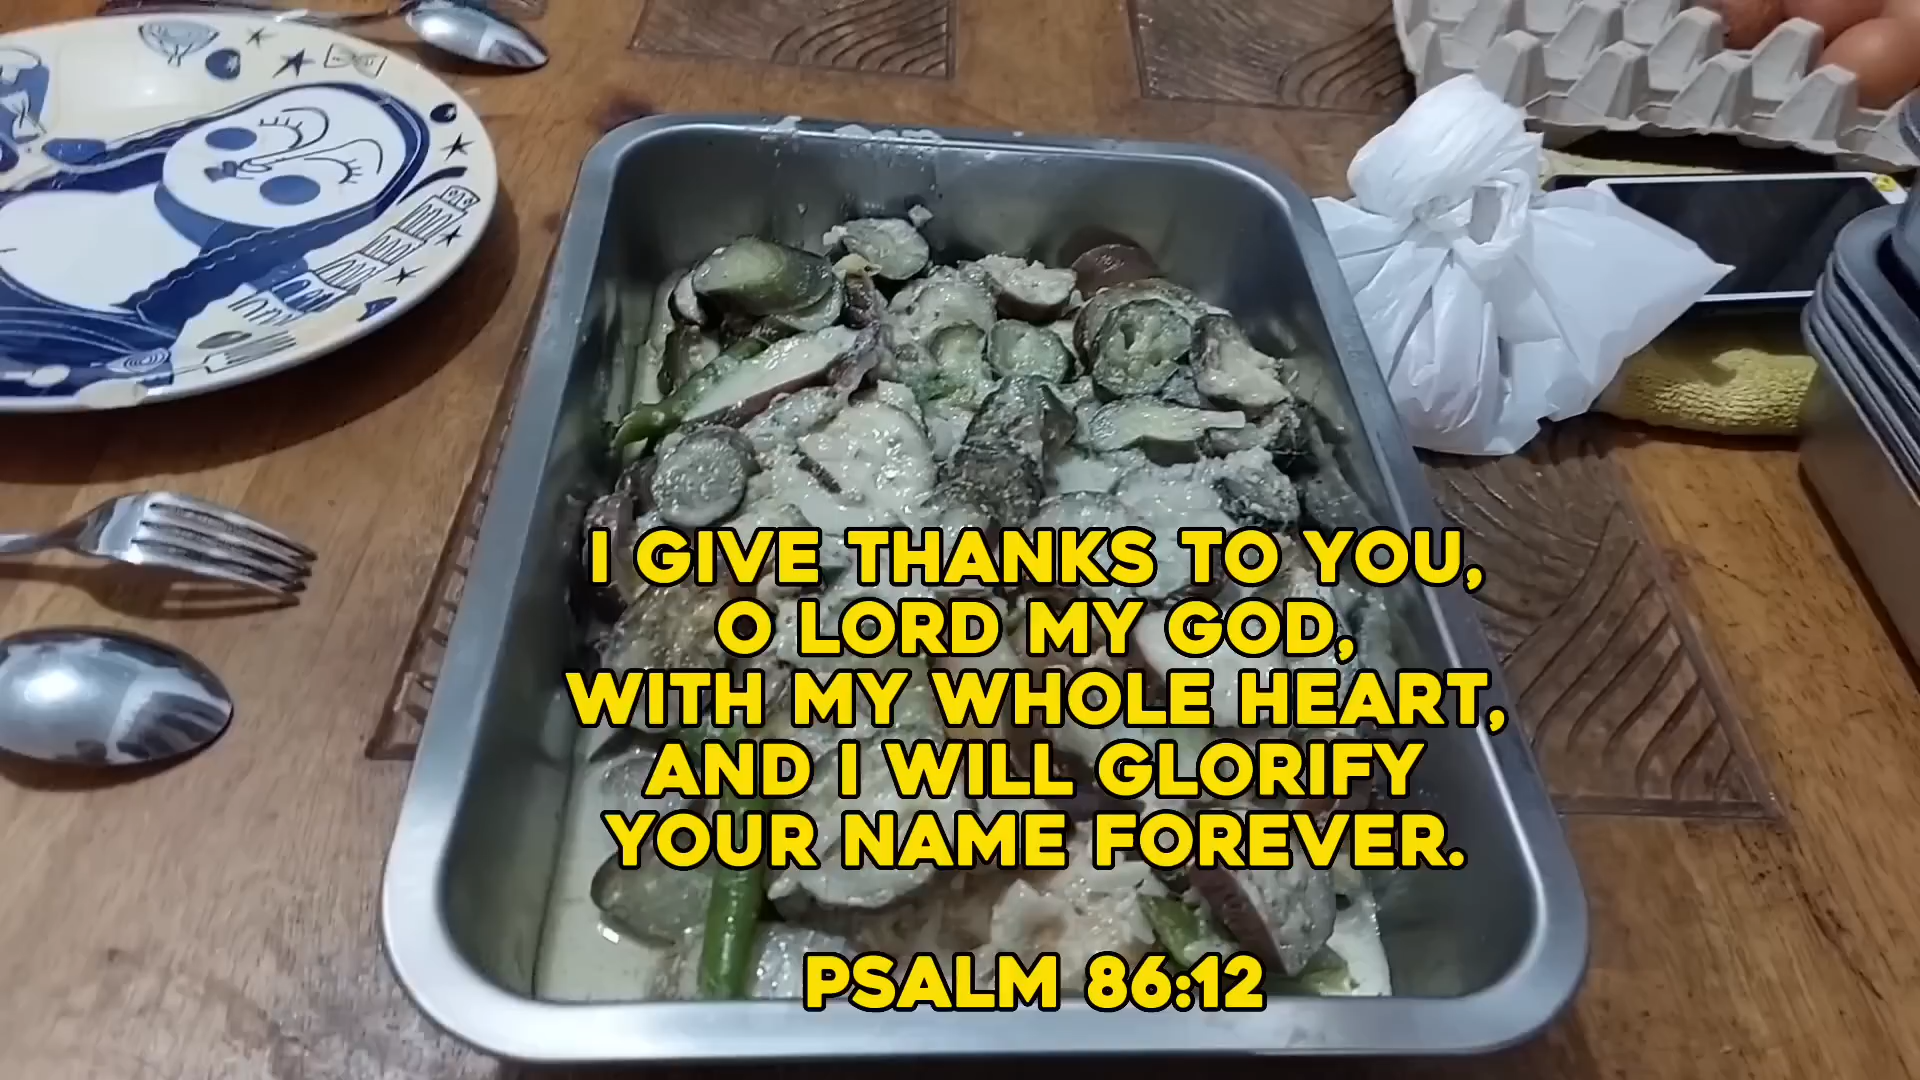 I GIVE THANKS TO YOU,
O LORD MY GOD,
WITH MY WHOLE HEART,
AND I WILL GLORIFY
YOUR NAME FOREVER.
PSALM 86:12